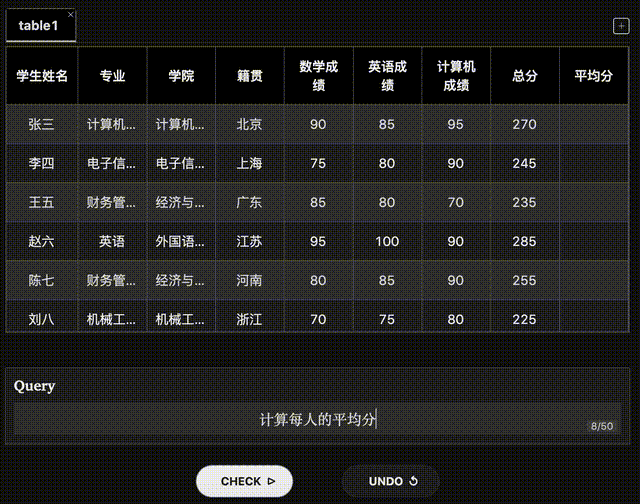 table1
学生姓名 专业 学院 籍贯 数学成绩 英语成绩 计算机成绩 总分 平均分
张三 计算机... 计算机... 北京 90 85 95 270
李四 电子信... 电子信... 上海 75 80 90 245
王五 财务管... 经济与... 广东 85 80 70 235
赵六 英语 外国语... 江苏 95 100 90 285
陈七 财务管... 经济与... 河南 80 85 90 255
刘八 机械工... 机械工... 浙江 70 75 80 225
Query
计算每人的平均分
8/50
CHECK UNDO